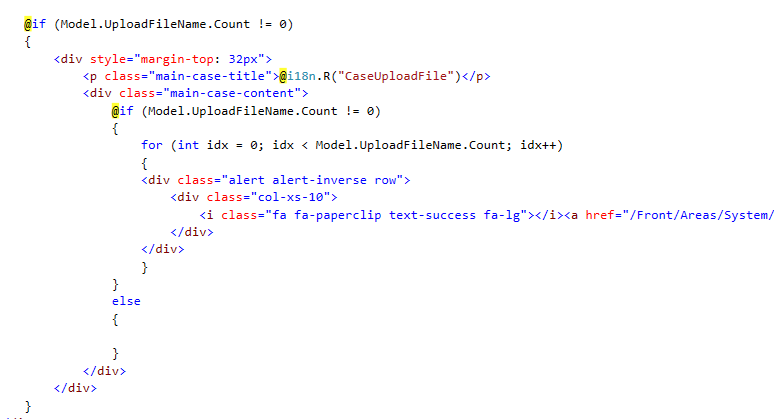 @if (Model.UploadFileName.Count != 0)
{
<div style="margin-top: 32px">
<p class="main-case-title">@i18n.R("CaseUploadFile")</p>
<div class="main-case-content">
@if (Model.UploadFileName.Count != 0)
{
for (int idx = 0; idx < Model.UploadFileName.Count; idx++)
{
<div class="alert alert-inverse row">
<div class="col-xs-10">
<i class="fa fa-paperclip text-success fa-lg"></i><a href="/Front/Areas/System/
</div>
</div>
}
}
else
{
}
</div>
</div>
}